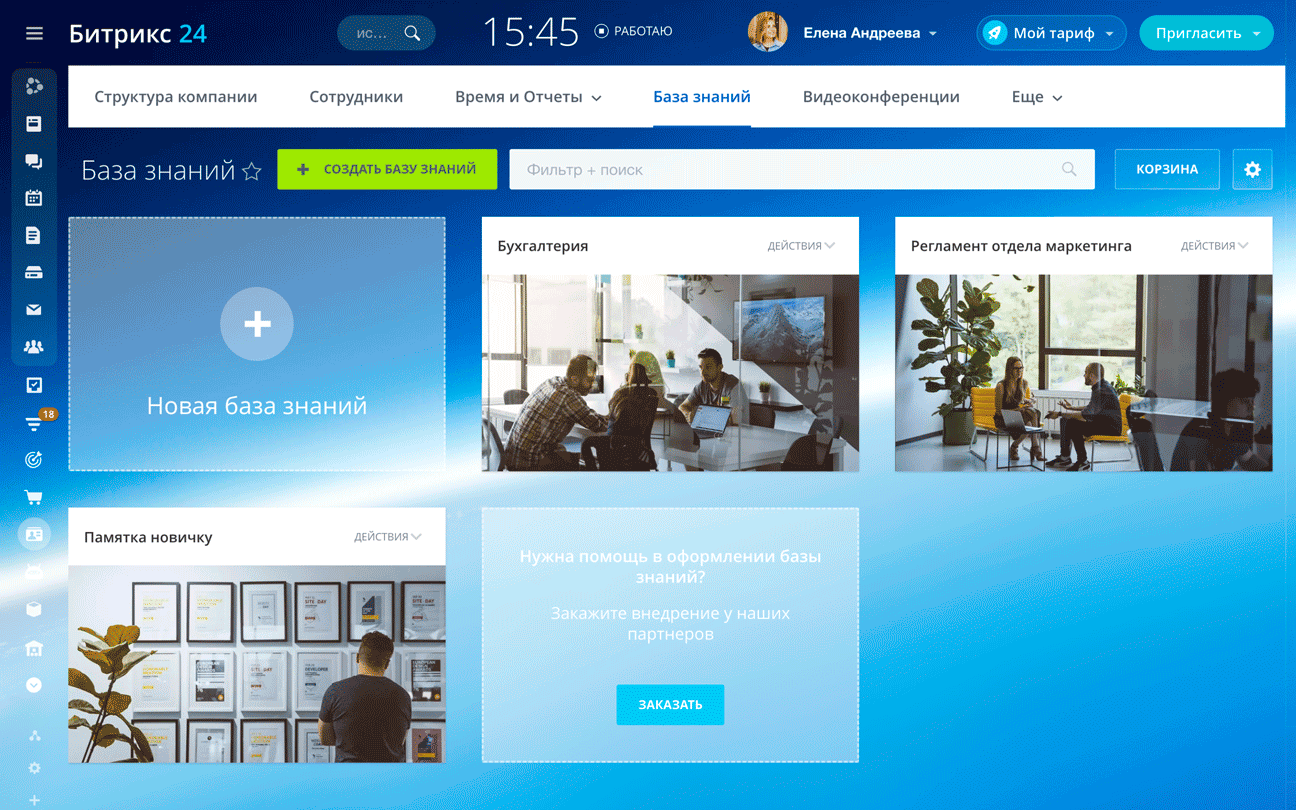 Битрикс 24
ис...
15:45
РАБОТАЮ
Елена Андреева
Мой тариф
Пригласить
Структура компании
Сотрудники
Время и Отчеты
База знаний
Видеоконференции
Еще
База знаний
+ СОЗДАТЬ БАЗУ ЗНАНИЙ
Фильтр + поиск
КОРЗИНА
Новая база знаний
Бухгалтерия
ДЕЙСТВИЯ
Регламент отдела маркетинга
ДЕЙСТВИЯ
18
Памятка новичку
ДЕЙСТВИЯ
Нужна помощь в оформлении базы
знаний?
Закажите внедрение у наших
партнеров
ЗАКАЗАТЬ